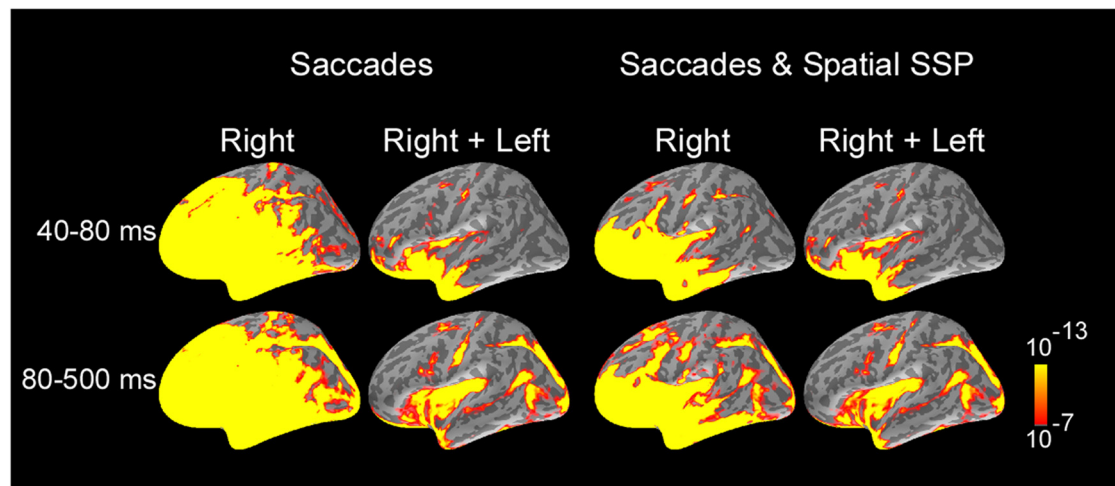 Saccades Saccades & Spatial SSP
Right Right + Left Right Right + Left
40-80 ms
80-500 ms
10-13
10-7